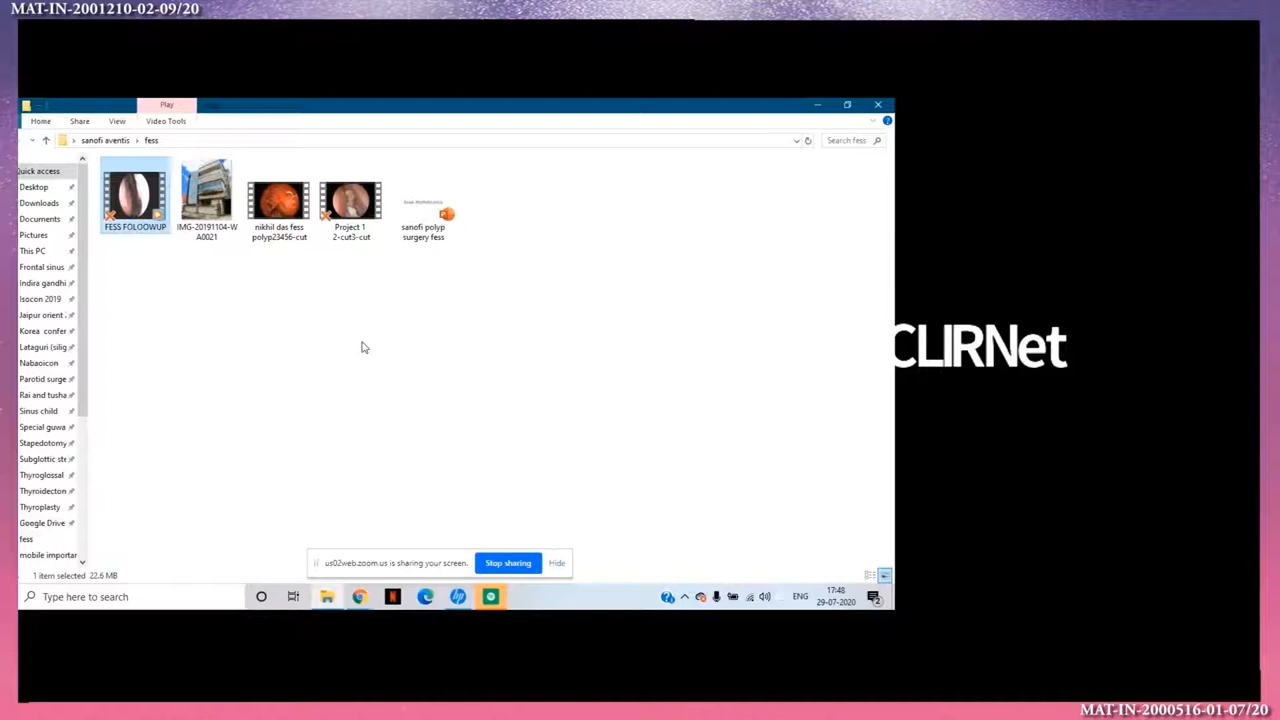 MAT-IN-2001210-02-09/20
Play
Home
Share
View
Video Tools
sanofi aventis
fess
Search fess
Quick access
Desktop
Downloads
Documents
Pictures
This PC
Frontal sinus
Indira gandhi
Isocon 2019
Jaipur orient
Korea confer
Lataguri (silig
Nabaoicon
Parotid surge
Rai and tusha
Sinus child
Special guwa
Stapedotomy
Subglottic ste
Thyroglossal
Thyroidecton
Thyroplasty
Google Drive
fess
mobile importar
FESS FOLOOWUP
IMG-20191104-W
A0021
nikhil das fess
polyp23456-cut
Project 1
2-cut3-cut
sanofi polyp
surgery fess
CLIRNet
us02web.zoom.us is sharing your screen.
Stop sharing
Hide
1 item selected 22.6 MB
Type here to search
ENG
17:48
29-07-2020
MAT-IN-2000516-01-07/20